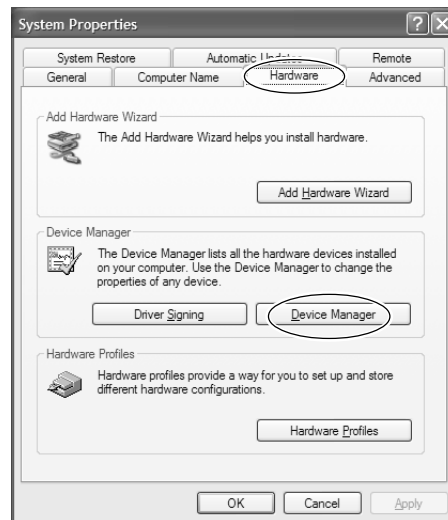 System Properties
System Restore Automatic Updates Remote
General Computer Name Hardware Advanced
Add Hardware Wizard
The Add Hardware Wizard helps you install hardware.
Add Hardware Wizard
Device Manager
The Device Manager lists all the hardware devices installed
on your computer. Use the Device Manager to change the
properties of any device.
Driver Signing Device Manager
Hardware Profiles
Hardware profiles provide a way for you to set up and store
different hardware configurations.
Hardware Profiles
OK Cancel Apply